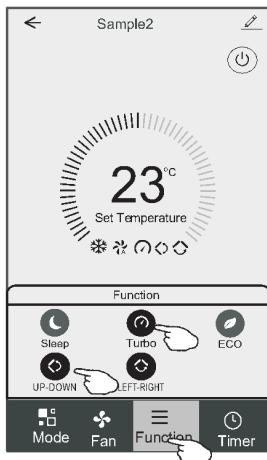 Sample2
23°C
Set Temperature
A
Function
Sleep Turbo ECO
UP-DOWN LEFT-RIGHT
Mode Fan Function Timer